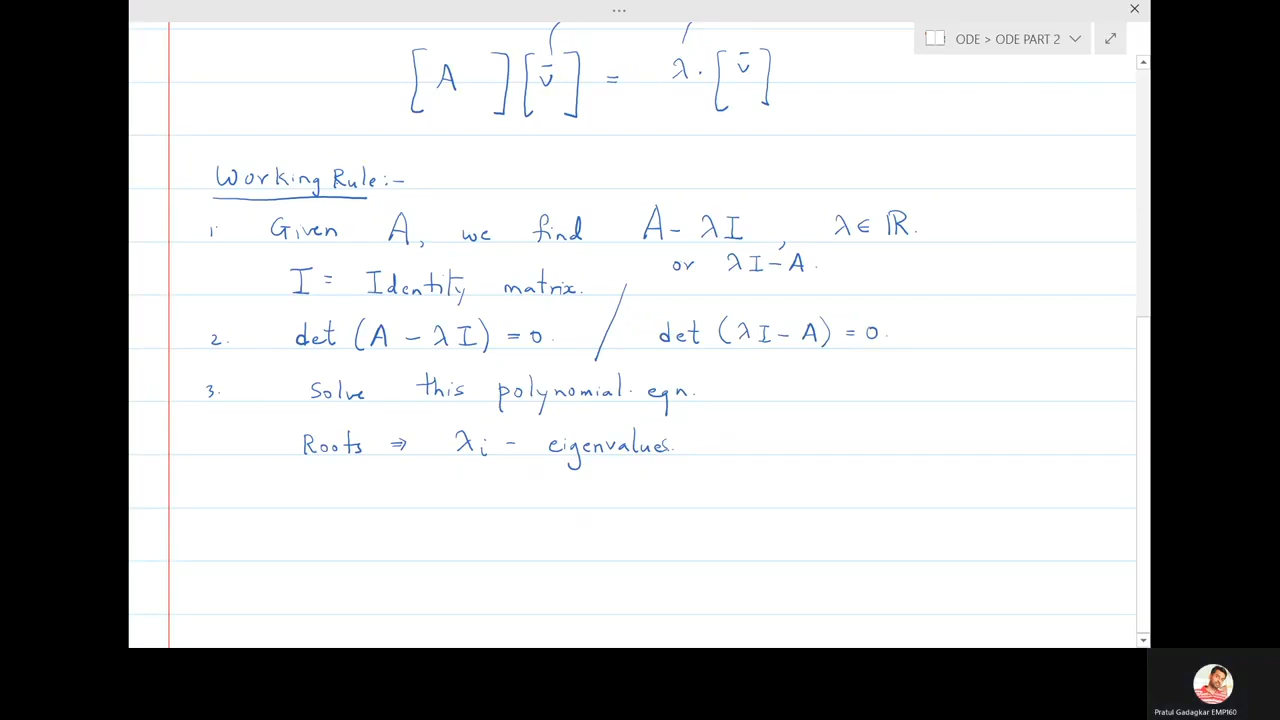 ODE > ODE PART 2
[A] [v̄] = λ · [v̄]
Working Rule:-
1. Given A, we find A - λI, λ ∈ ℝ.
or λI - A.
I = Identity matrix.
2. det (A - λI) = 0. / det (λI - A) = 0.
3. Solve this polynomial eqn.
Roots ⇒ λi - eigenvalues.
Pratul Gadagkar EMP160